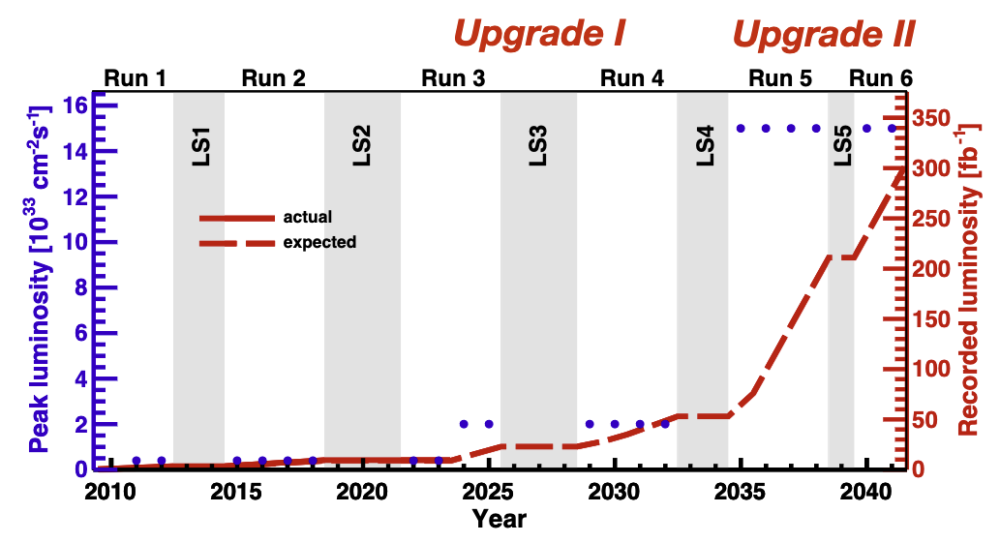 Upgrade I Upgrade II
Run 1 Run 2 Run 3 Run 4 Run 5 Run 6
LS1 LS2 LS3 LS4 LS5
actual
expected
Peak luminosity [10³³ cm⁻²s⁻¹]
16
14
12
10
8
6
4
2
0
Recorded luminosity [fb⁻¹]
350
300
250
200
150
100
50
0
2010 2015 2020 2025 2030 2035 2040
Year